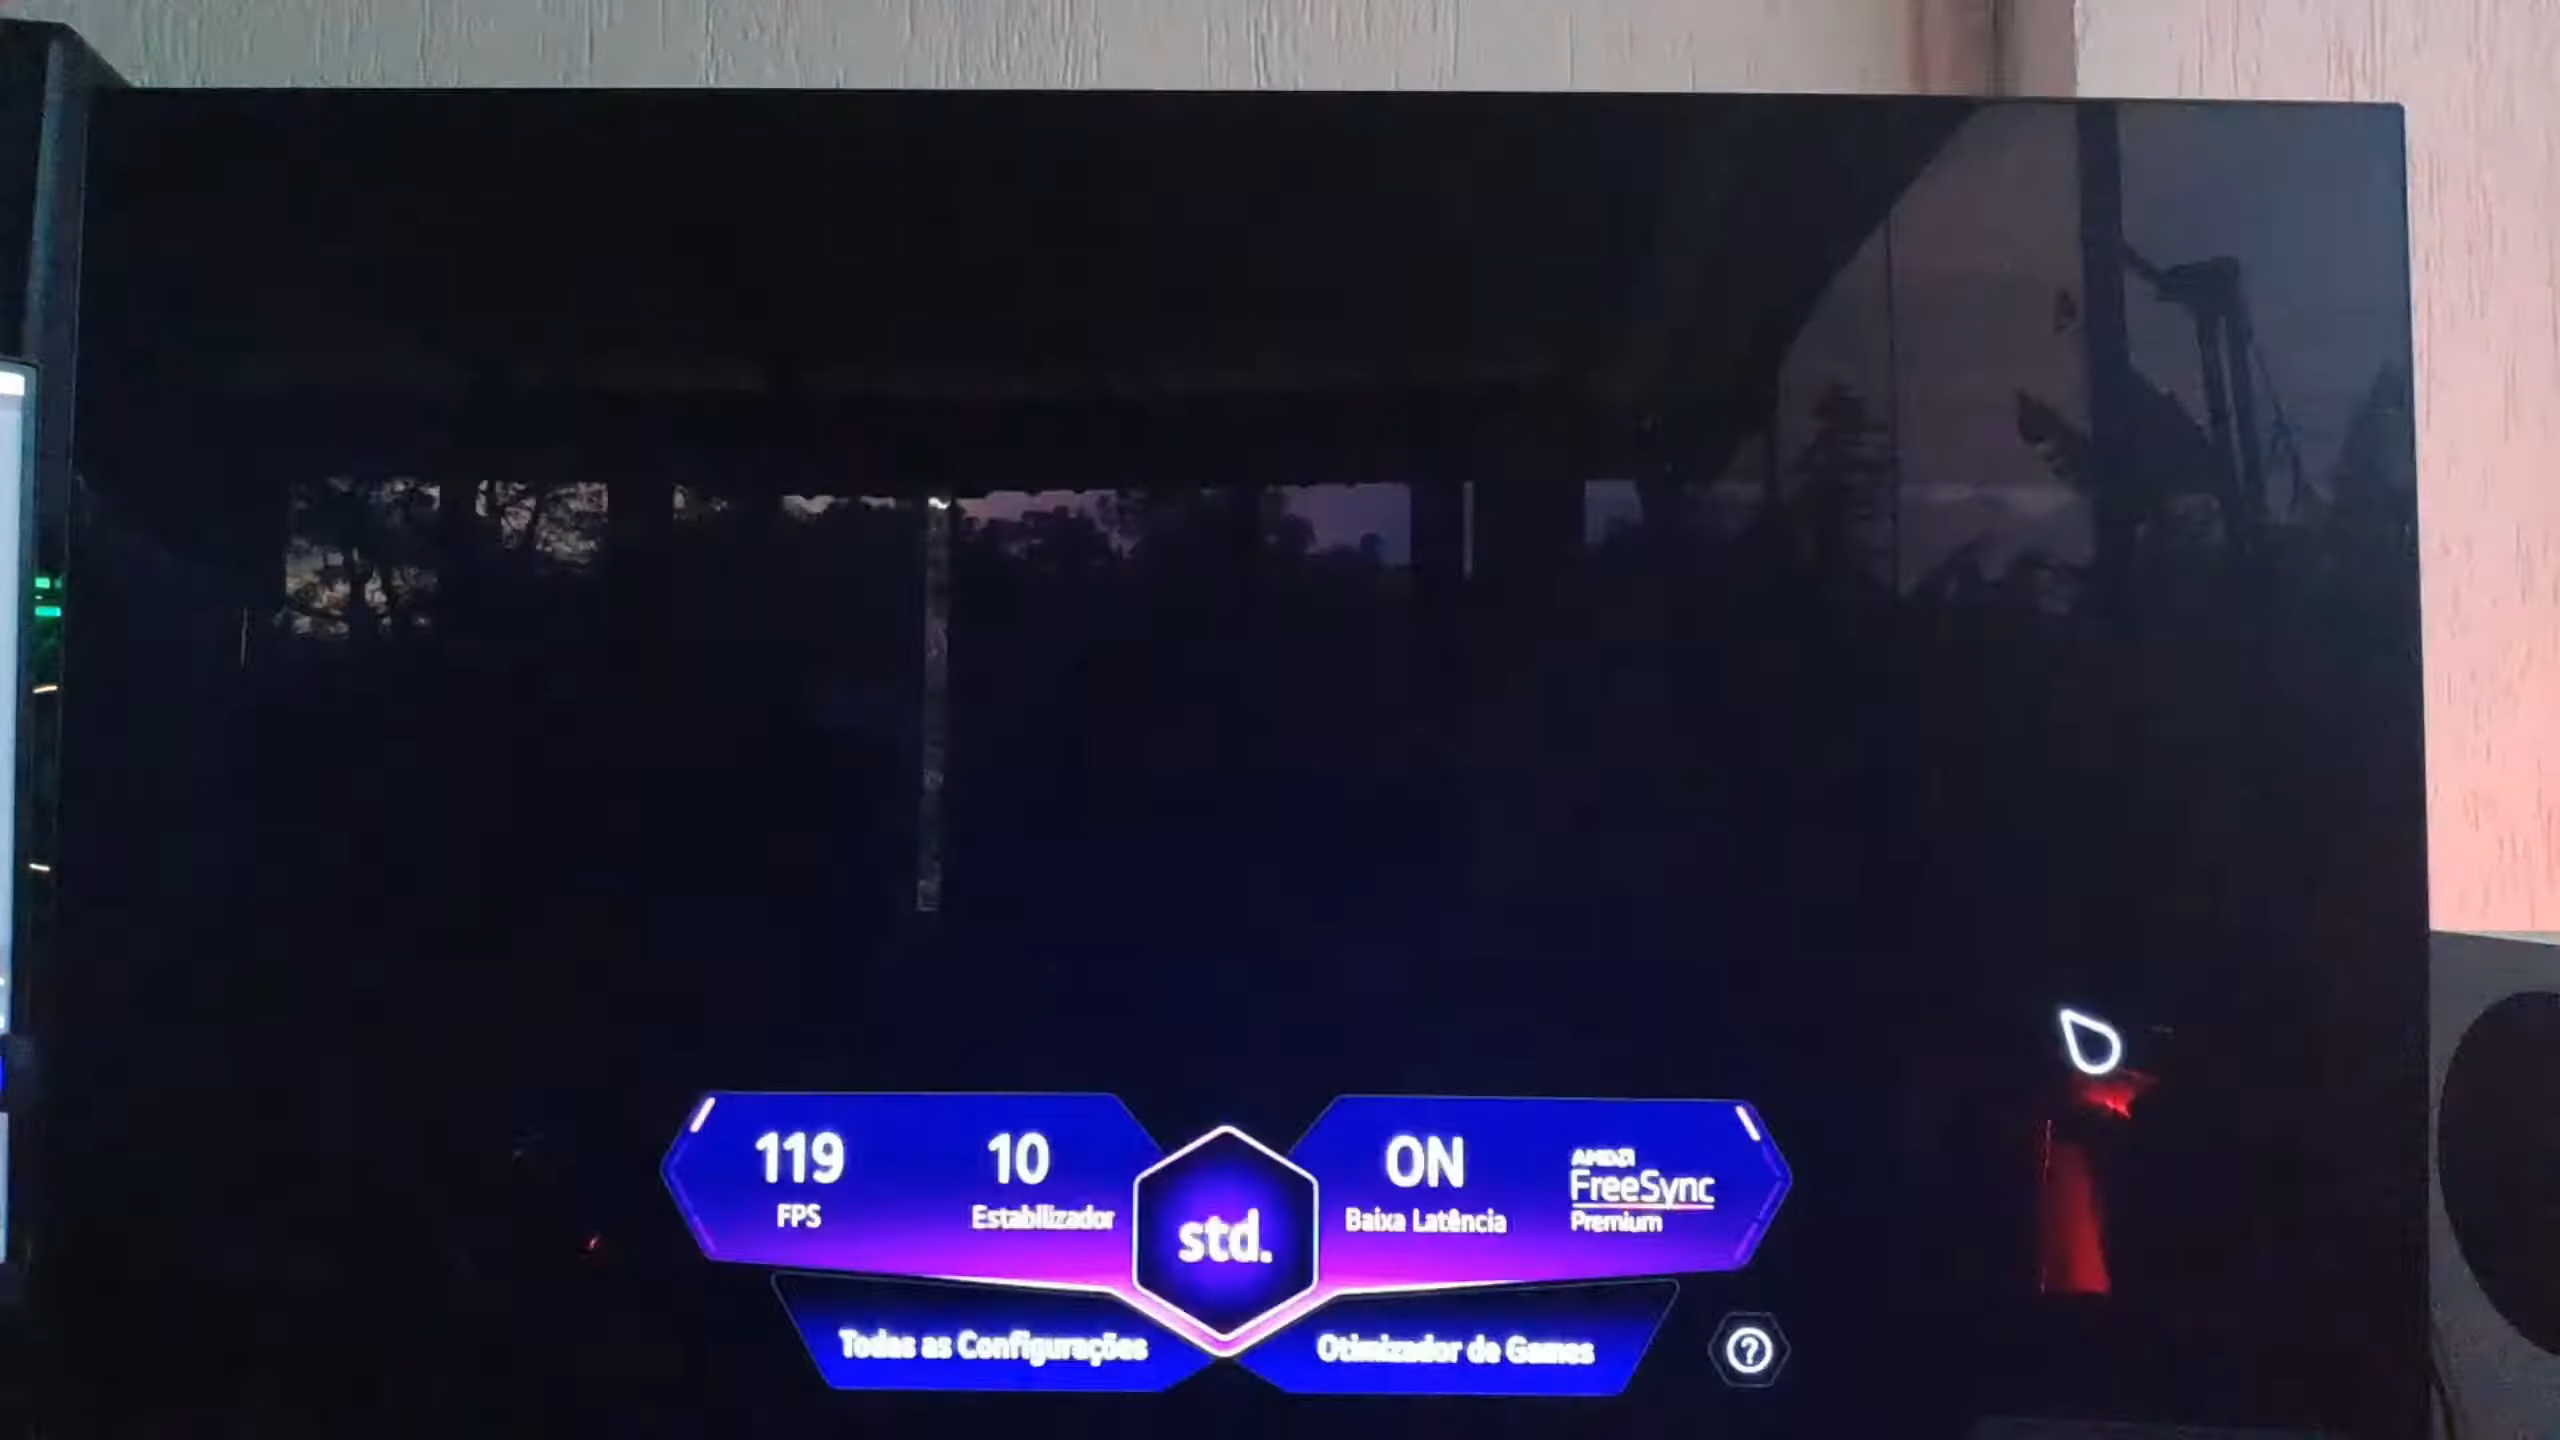 119
FPS
10
Estabilizador
std.
ON
Baixa Latência
AMD
FreeSync
Premium
Todas as Configurações
Otimizador de Games
?